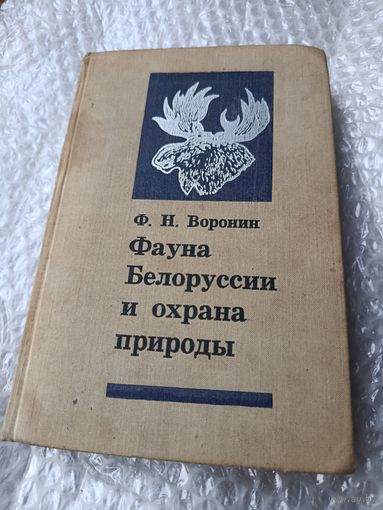 Ф. Н. Воронин
Фауна
Белоруссии
и охрана
природы